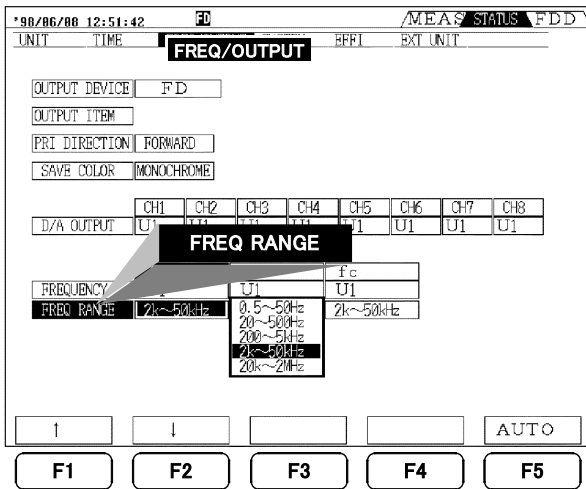 '98/06/08 12:51:42 FD MEAS STATUS FDD
UNIT TIME FREQ/OUTPUT EFFI EXT UNIT
OUTPUT DEVICE FD
OUTPUT ITEM
PRI DIRECTION FORWARD
SAVE COLOR MONOCHROME
CH1 CH2 CH3 CH4 CH5 CH6 CH7 CH8
D/A OUTPUT U1 U1 U1 U1 U1
FREQ RANGE
fc
FREQUENCY U1 U1
FREQ RANGE 2k~50kHz 2k~50kHz
0.5~50Hz
20~500Hz
200~5kHz
2k~50kHz
20k~2MHz
↑ ↓ AUTO
F1 F2 F3 F4 F5